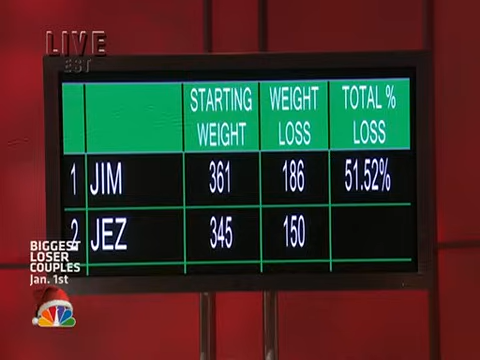 LIVE
EST
STARTING WEIGHT WEIGHT LOSS TOTAL % LOSS
1 JIM 361 186 51.52%
2 JEZ 345 150
BIGGEST
LOSER
COUPLES
Jan. 1st